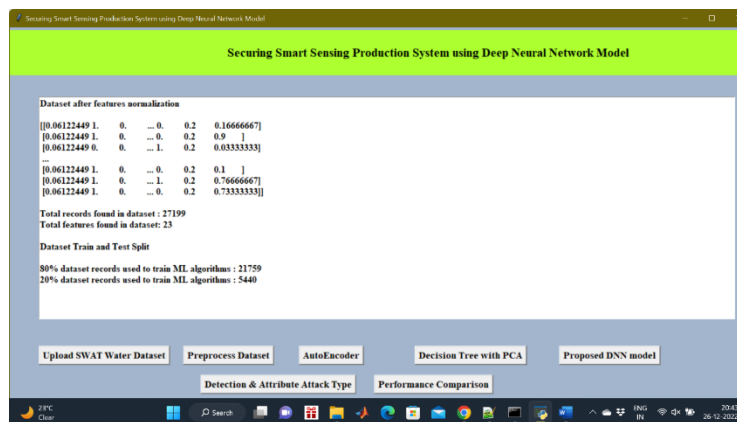 Securing Smart Sensing Production System using Deep Neural Network Model
Securing Smart Sensing Production System using Deep Neural Network Model
Dataset after features normalization
[[0.06122449 1. 0. ... 0. 0.2 0.16666667]
[0.06122449 1. 0. ... 0. 0.2 0.9 ]
[0.06122449 0. 0. ... 1. 0.2 0.03333333]
...
[0.06122449 1. 0. ... 0. 0.2 0.1 ]
[0.06122449 1. 0. ... 1. 0.2 0.76666667]
[0.06122449 1. 0. ... 0. 0.2 0.73333333]]
Total records found in dataset : 27199
Total features found in dataset: 23
Dataset Train and Test Split
80% dataset records used to train ML algorithms : 21759
20% dataset records used to train ML algorithms : 5440
Upload SWAT Water Dataset Preprocess Dataset AutoEncoder Decision Tree with PCA Proposed DNN model
Detection & Attribute Attack Type Performance Comparison
23°C
Clear
Search
ENG
IN
20:43
26-12-2022